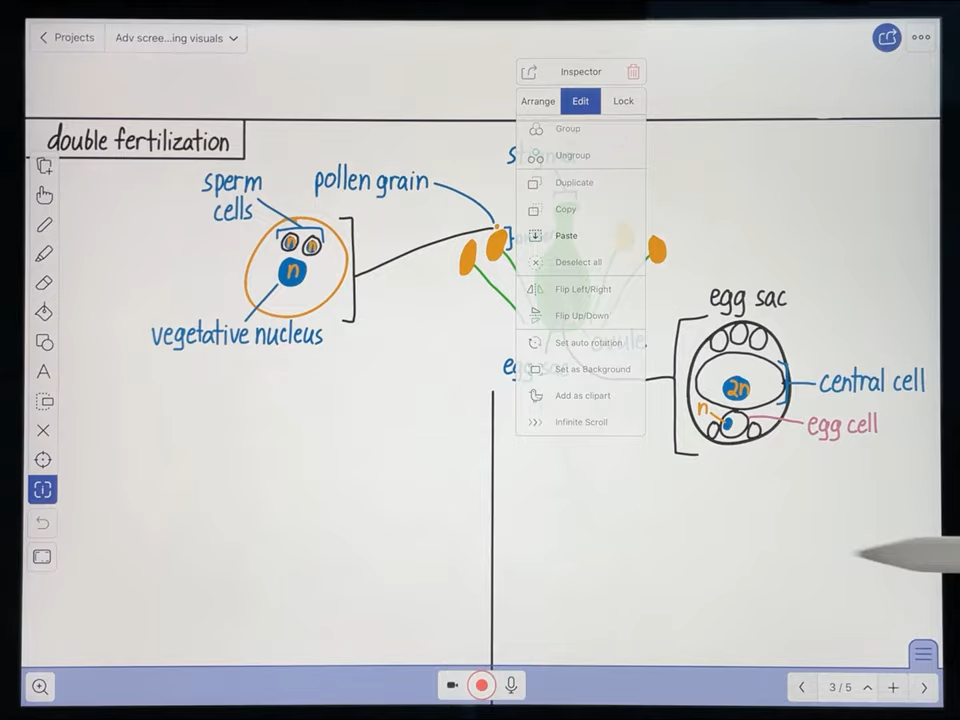 Projects
Adv scree...ing visuals
Inspector
Arrange
Edit
Lock
Group
Ungroup
Duplicate
Copy
Paste
Deselect all
Flip Left/Right
Flip Up/Down
Set auto rotation
Set as Background
Add as clipart
Infinite Scroll
double fertilization
sperm
cells
pollen grain
n
n
n
vegetative nucleus
egg sac
2n
central cell
n
egg cell
A
3/5